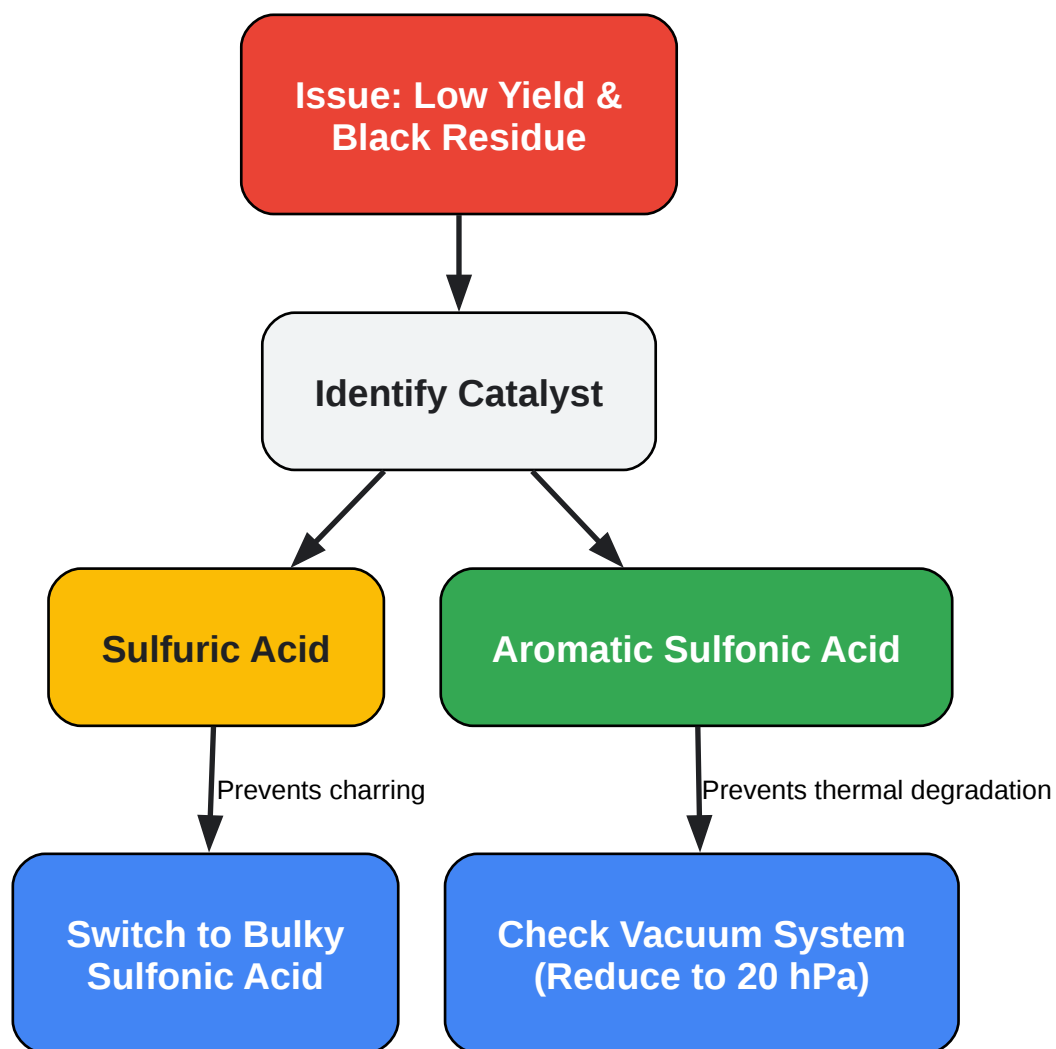 Issue: Low Yield &
Black Residue
Identify Catalyst
Sulfuric Acid
Aromatic Sulfonic Acid
Prevents charring
Prevents thermal degradation
Switch to Bulky
Sulfonic Acid
Check Vacuum System
(Reduce to 20 hPa)